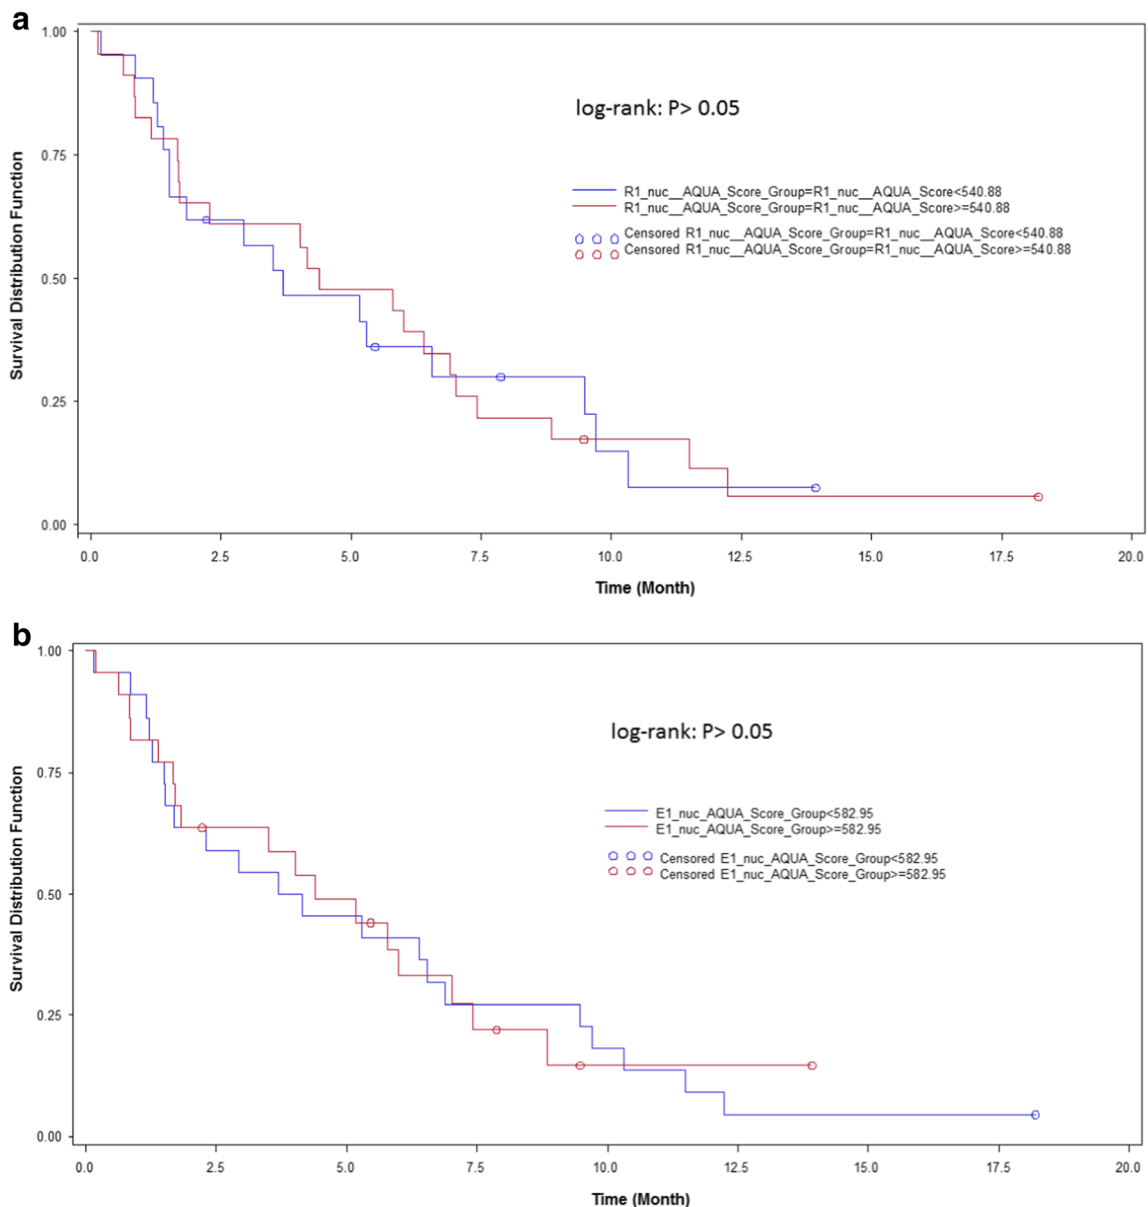 a
1.00
0.75
0.50
0.25
0.00
Survival Distribution Function
log-rank: P> 0.05
R1_nuc__AQUA_Score_Group=R1_nuc__AQUA_Score<540.88
R1_nuc__AQUA_Score_Group=R1_nuc__AQUA_Score>=540.88
Censored R1_nuc__AQUA_Score_Group=R1_nuc__AQUA_Score<540.88
Censored R1_nuc__AQUA_Score_Group=R1_nuc__AQUA_Score>=540.88
0.0 2.5 5.0 7.5 10.0 12.5 15.0 17.5 20.0
Time (Month)
b
1.00
0.75
0.50
0.25
0.00
Survival Distribution Function
log-rank: P> 0.05
E1_nuc_AQUA_Score_Group<582.95
E1_nuc_AQUA_Score_Group>=582.95
Censored E1_nuc_AQUA_Score_Group<582.95
Censored E1_nuc_AQUA_Score_Group>=582.95
0.0 2.5 5.0 7.5 10.0 12.5 15.0 17.5 20.0
Time (Month)